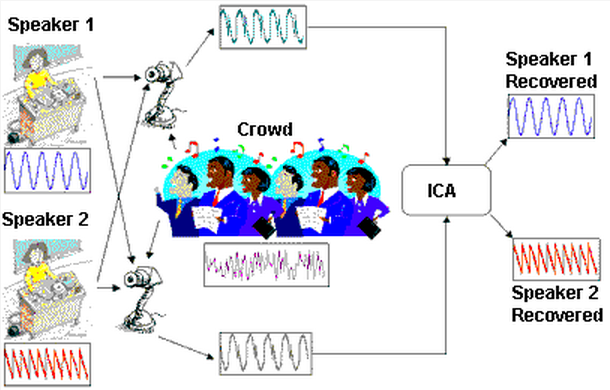 Speaker 1
Speaker 2
Crowd
ICA
Speaker 1
Recovered
Speaker 2
Recovered